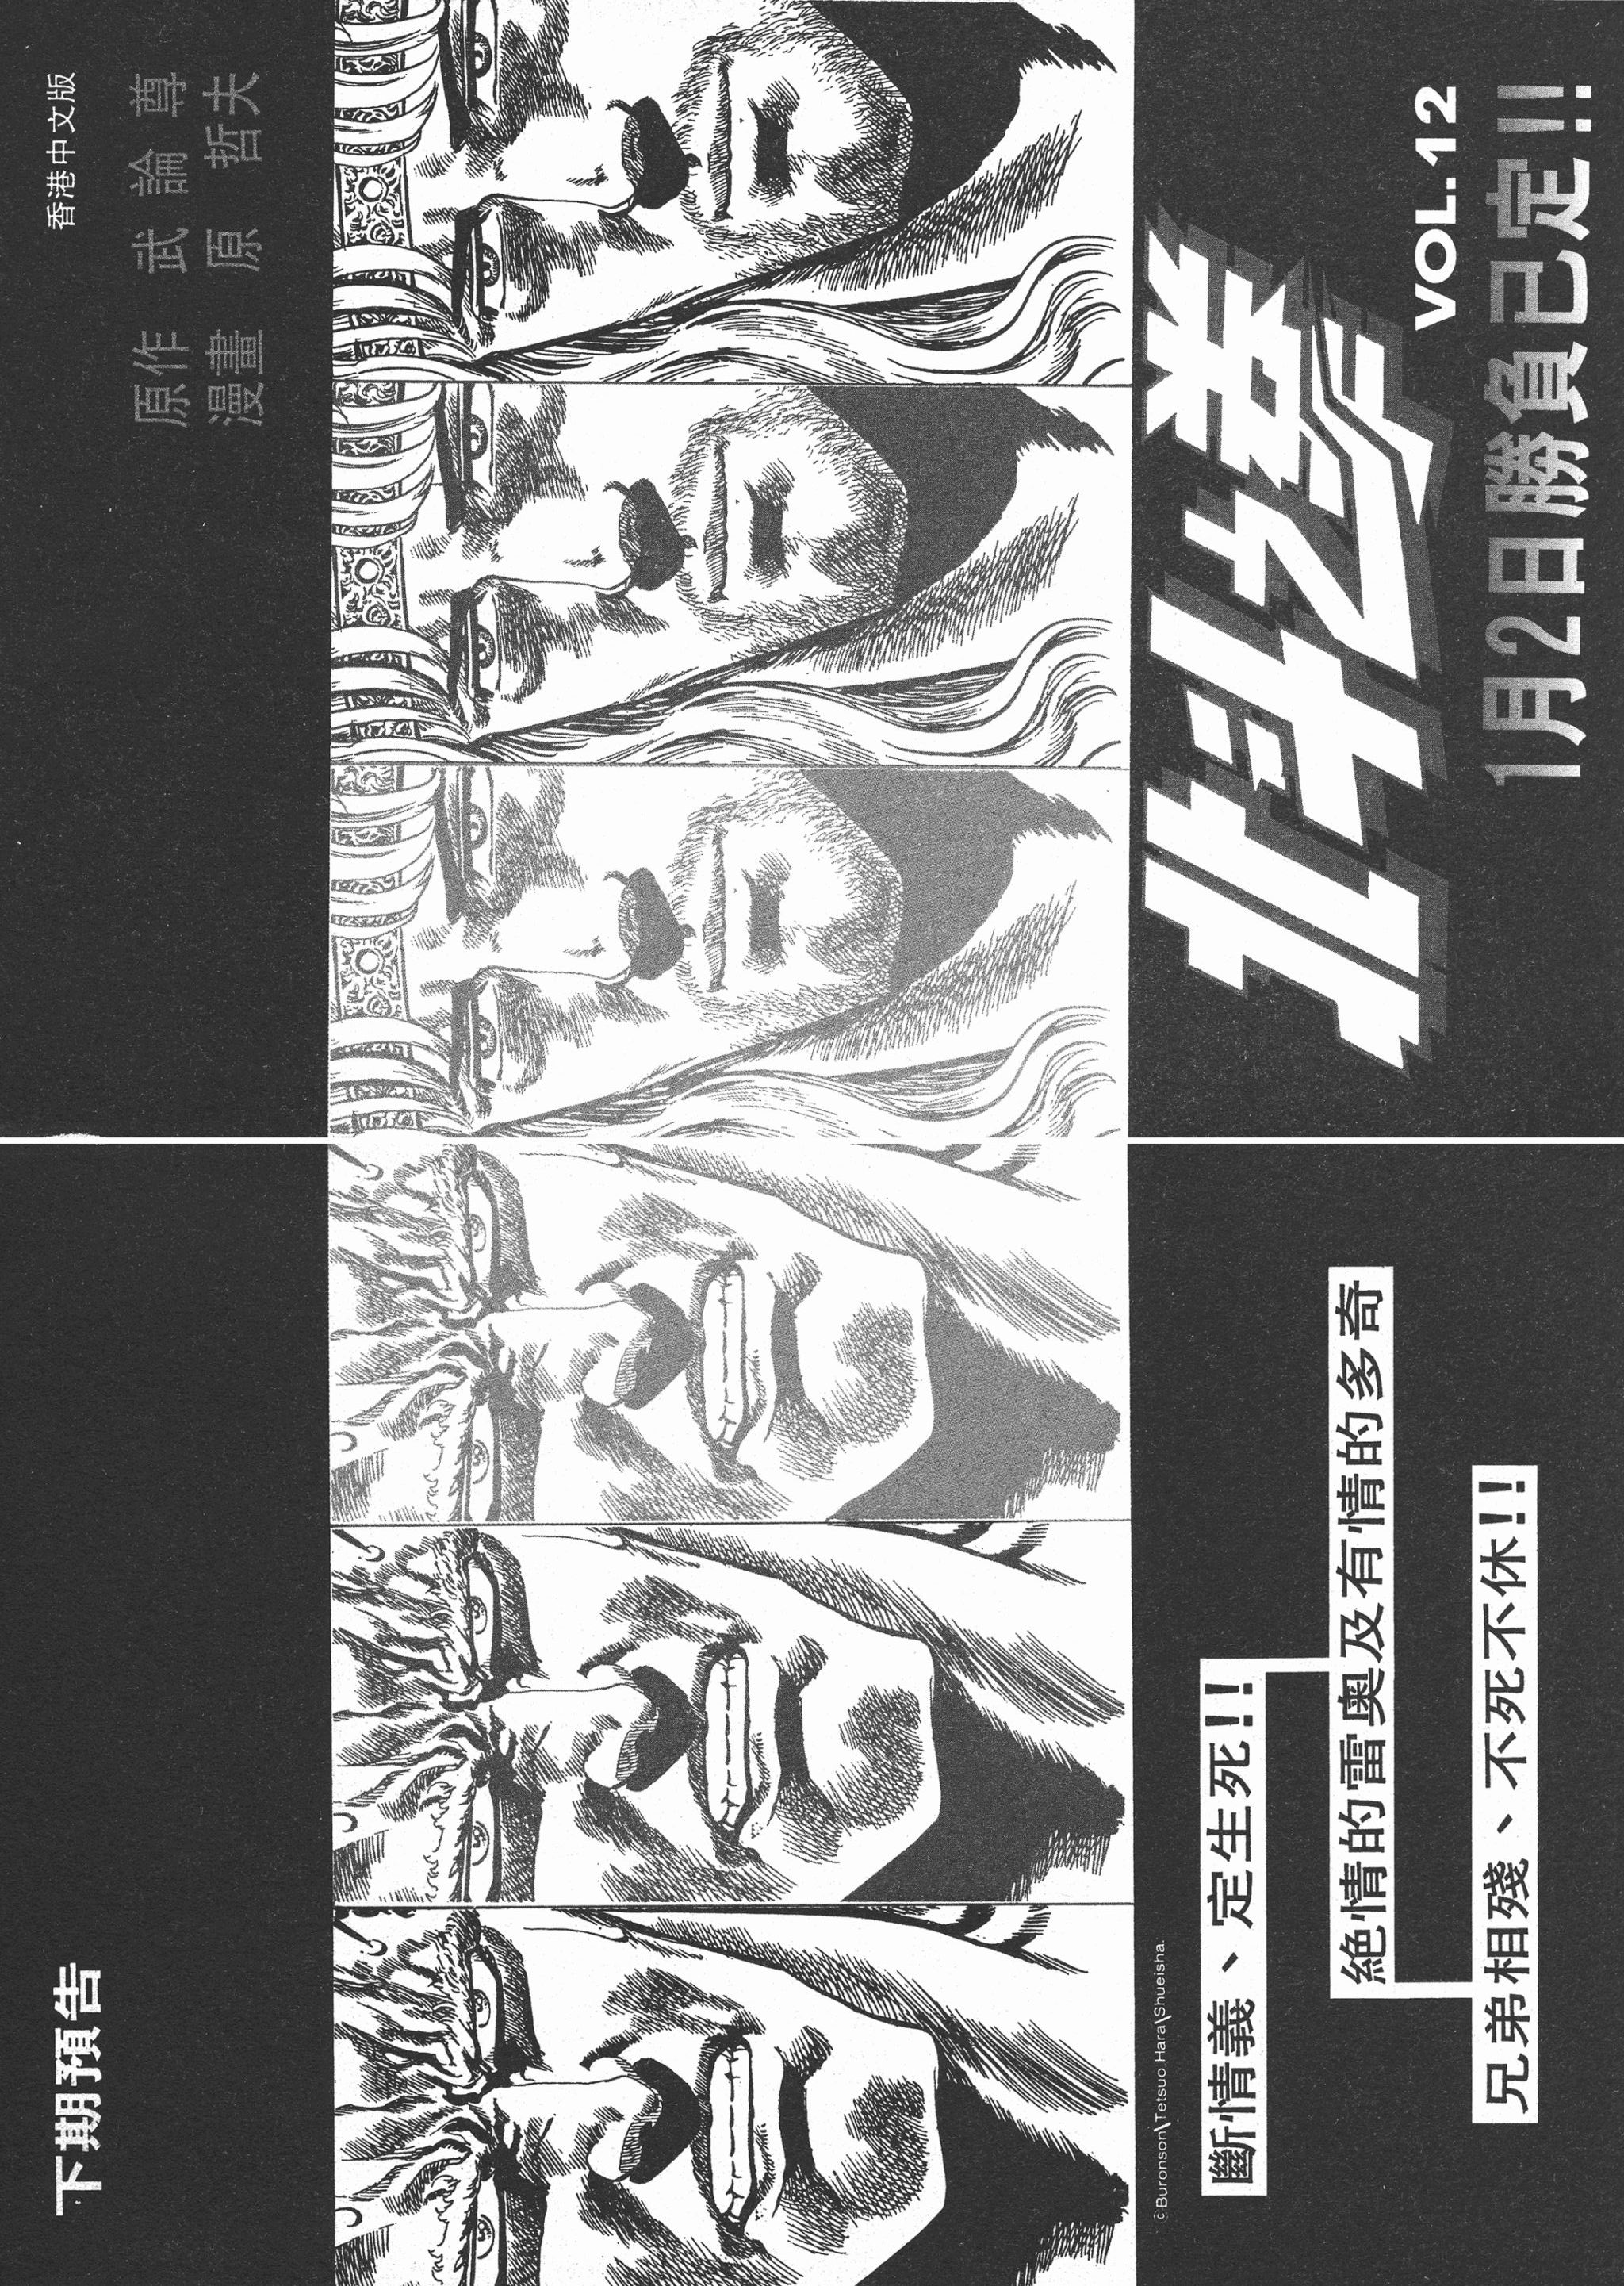 下期預告
香港中文版
原作 武論尊
漫畫 原哲夫
©Buronson\Tetsuo Hara\Shueisha.
斷情義、定生死!!
絕情的雷奧及有情的多奇
兄弟相殘、不死不休!!
北斗之拳
VOL.12
1月2日勝負已定!!